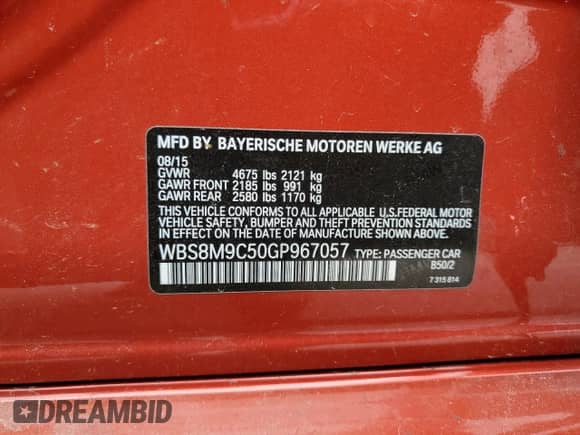 MFD BY BAYERISCHE MOTOREN WERKE AG
08/15
GVWR 4675 lbs 2121 kg
GAWR FRONT 2185 lbs 991 kg
GAWR REAR 2580 lbs 1170 kg
THIS VEHICLE CONFORMS TO ALL APPLICABLE U.S.FEDERAL MOTOR
VEHICLE SAFETY, BUMPER AND THEFT PREVENTION STANDARDS
IN EFFECT ON THE DATE OF MANUFACTURE SHOWN ABOVE.
WBS8M9C50GP967057 TYPE: PASSENGER CAR
B50/2
7 315 814
DREAMBID